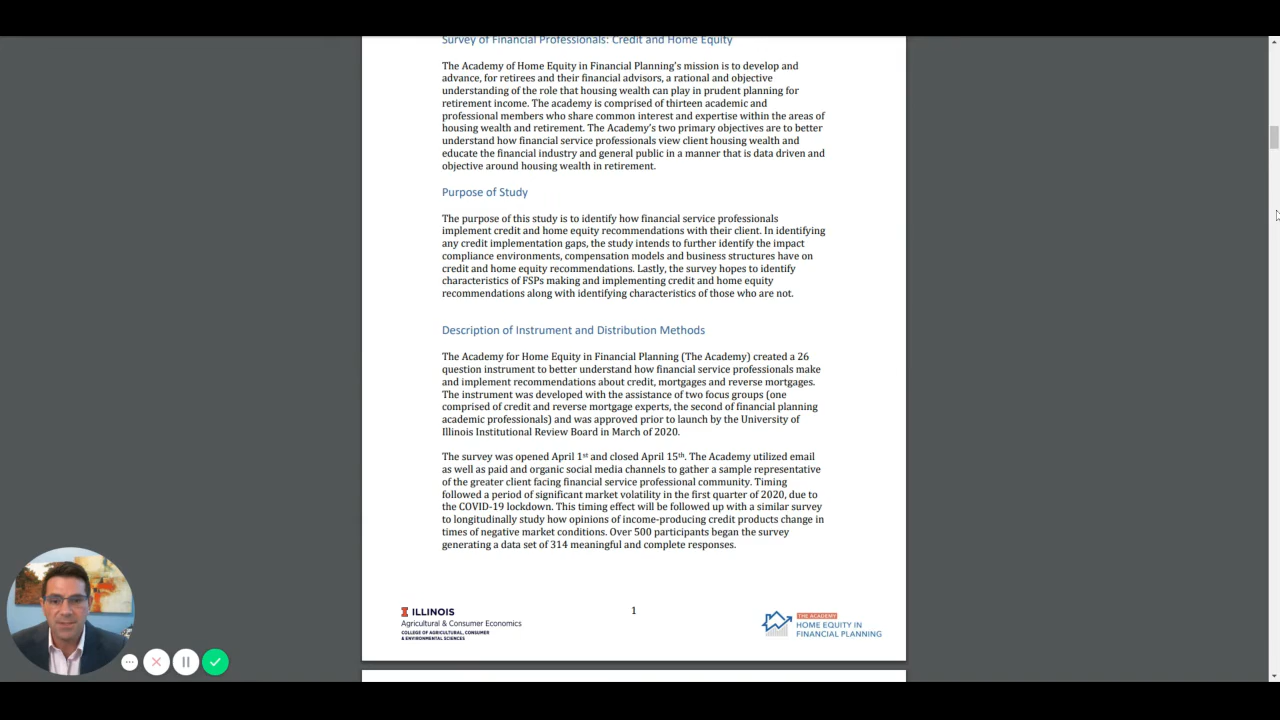 Survey of Financial Professionals: Credit and Home Equity
The Academy of Home Equity in Financial Planning's mission is to develop and
advance, for retirees and their financial advisors, a rational and objective
understanding of the role that housing wealth can play in prudent planning for
retirement income. The academy is comprised of thirteen academic and
professional members who share common interest and expertise within the areas of
housing wealth and retirement. The Academy's two primary objectives are to better
understand how financial service professionals view client housing wealth and
educate the financial industry and general public in a manner that is data driven and
objective around housing wealth in retirement.
Purpose of Study
The purpose of this study is to identify how financial service professionals
implement credit and home equity recommendations with their client. In identifying
any credit implementation gaps, the study intends to further identify the impact
compliance environments, compensation models and business structures have on
credit and home equity recommendations. Lastly, the survey hopes to identify
characteristics of FSPs making and implementing credit and home equity
recommendations along with identifying characteristics of those who are not.
Description of Instrument and Distribution Methods
The Academy for Home Equity in Financial Planning (The Academy) created a 26
question instrument to better understand how financial service professionals make
and implement recommendations about credit, mortgages and reverse mortgages.
The instrument was developed with the assistance of two focus groups (one
comprised of credit and reverse mortgage experts, the second of financial planning
academic professionals) and was approved prior to launch by the University of
Illinois Institutional Review Board in March of 2020.
The survey was opened April 1st and closed April 15th. The Academy utilized email
as well as paid and organic social media channels to gather a sample representative
of the greater client facing financial service professional community. Timing
followed a period of significant market volatility in the first quarter of 2020, due to
the COVID-19 lockdown. This timing effect will be followed up with a similar survey
to longitudinally study how opinions of income-producing credit products change in
times of negative market conditions. Over 500 participants began the survey
generating a data set of 314 meaningful and complete responses.
1
I ILLINOIS
Agricultural & Consumer Economics
COLLEGE OF AGRICULTURAL, CONSUMER
& ENVIRONMENTAL SCIENCES
THE ACADEMY
HOME EQUITY IN
FINANCIAL PLANNING